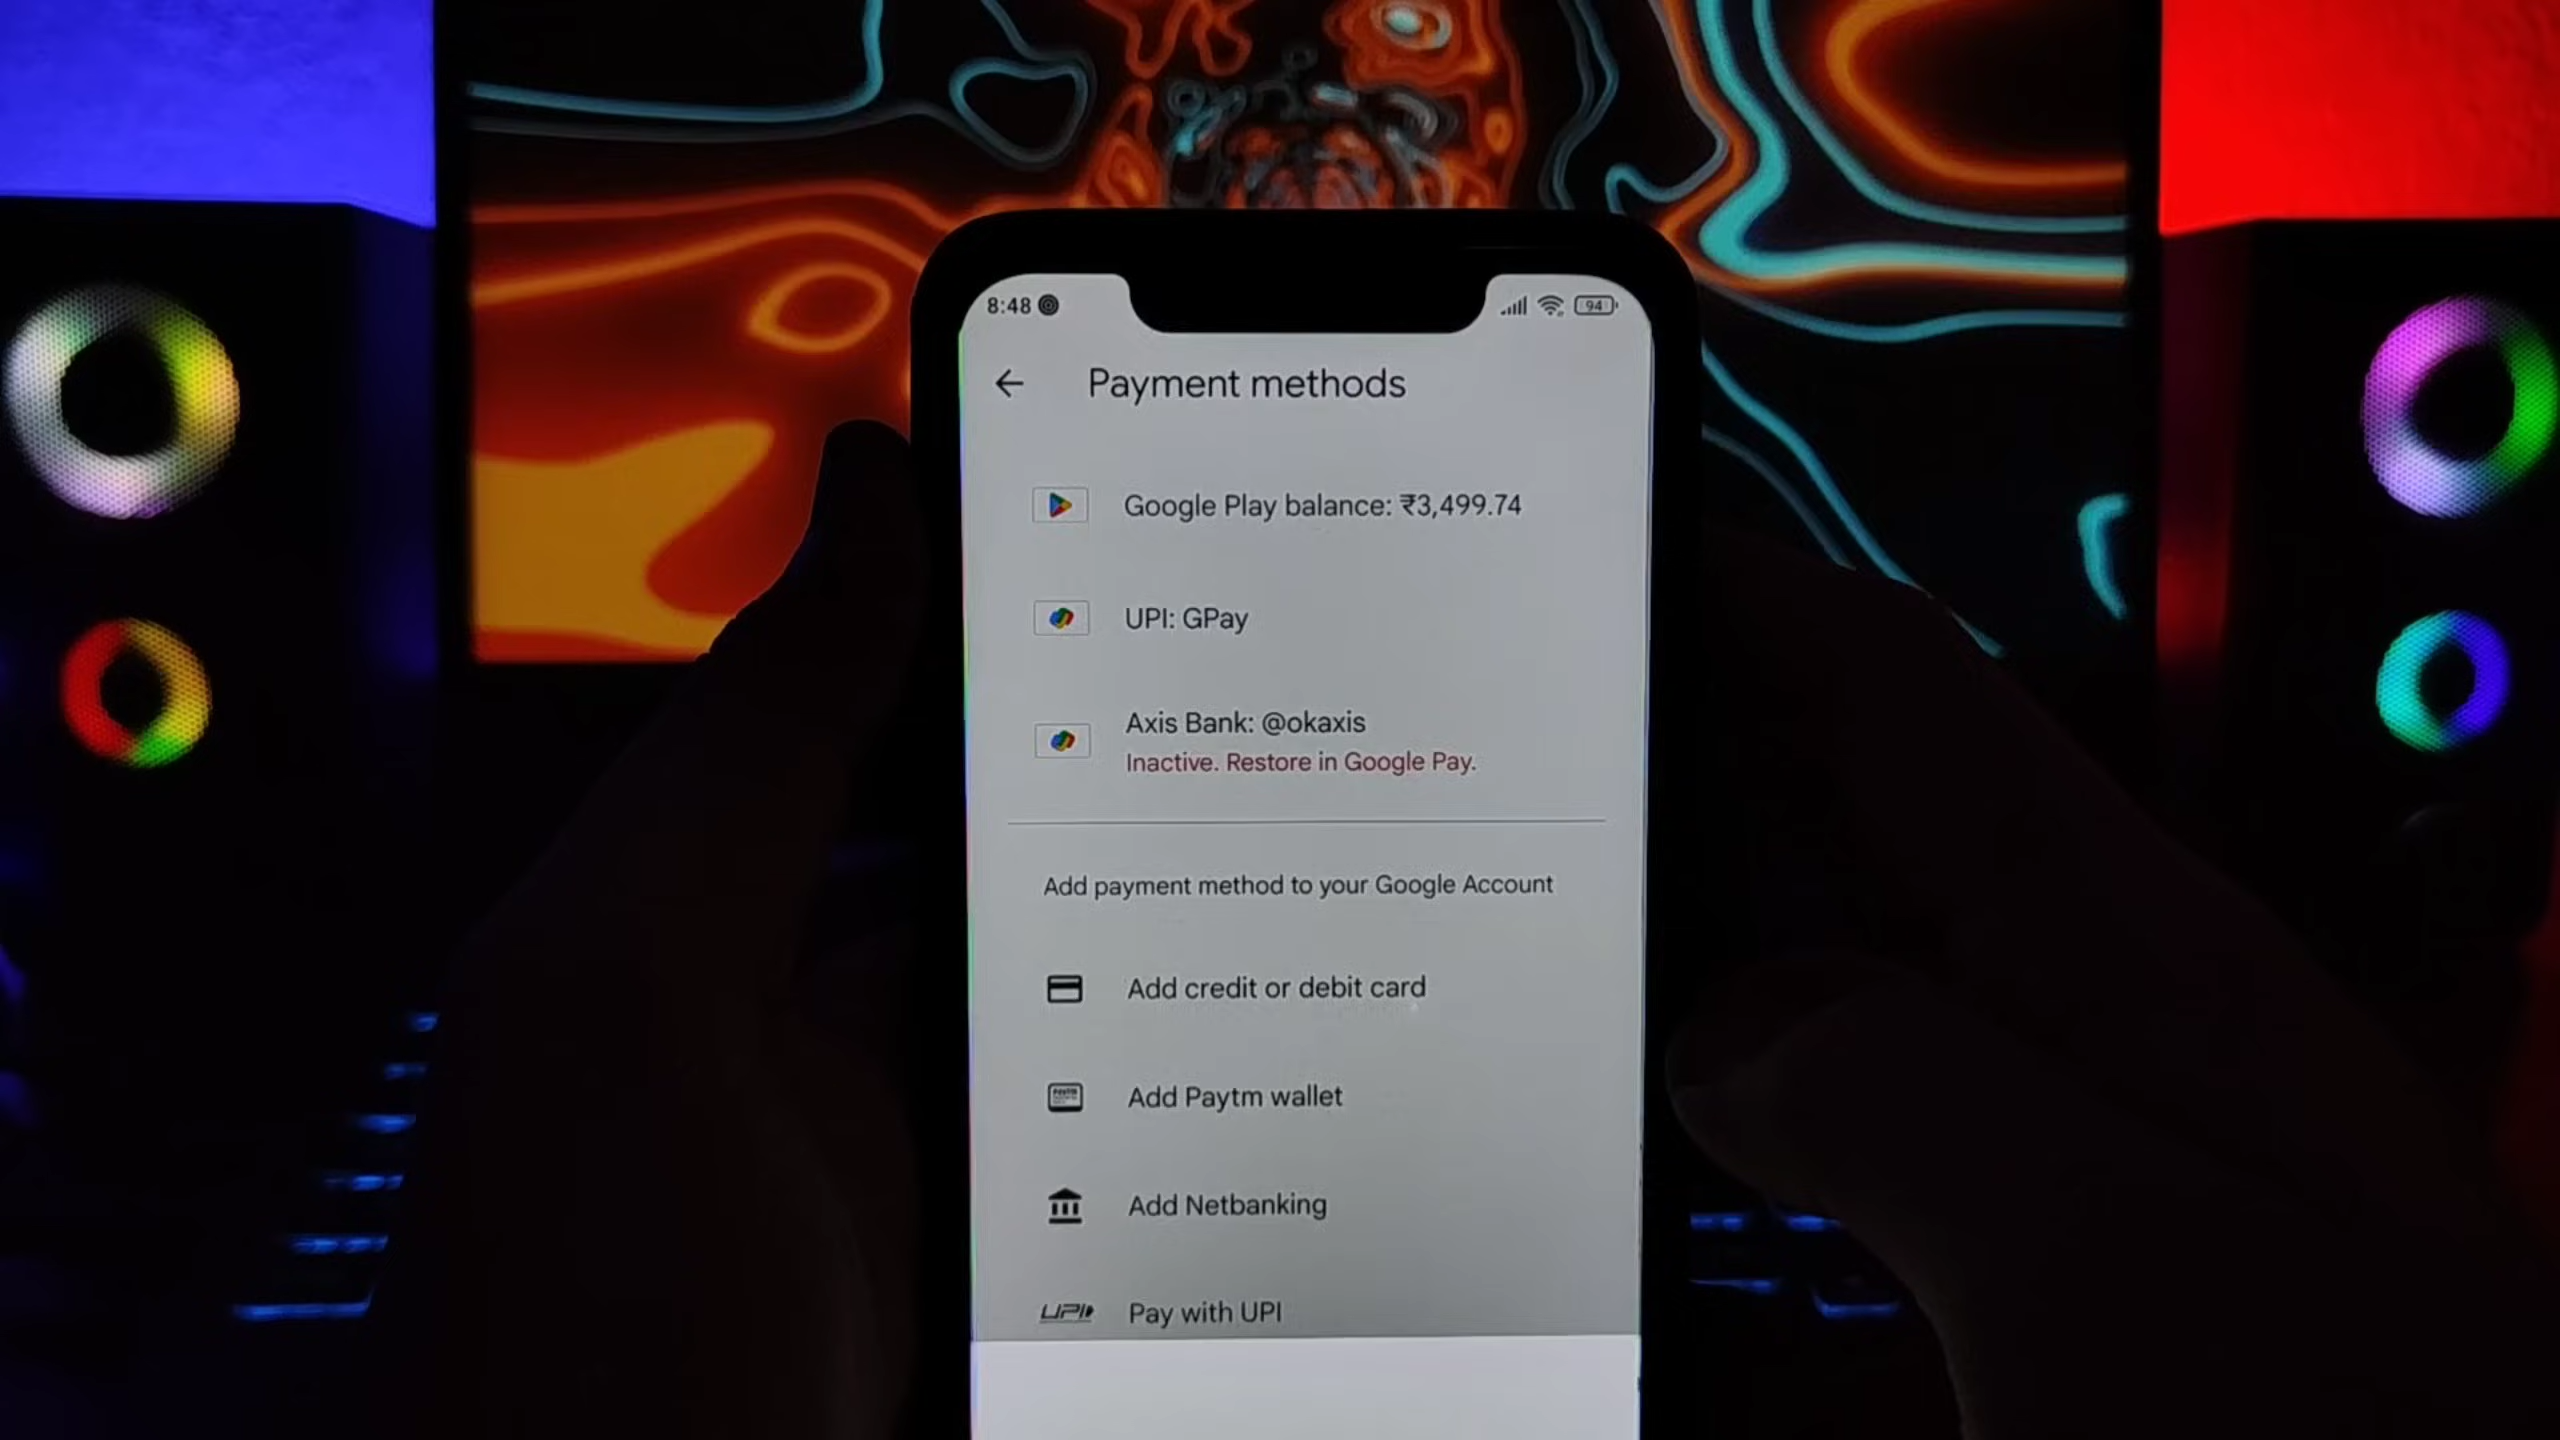 8:48
94
Payment methods
Google Play balance: ₹3,499.74
UPI: GPay
Axis Bank: @okaxis
Inactive. Restore in Google Pay.
Add payment method to your Google Account
Add credit or debit card
Add Paytm wallet
Add Netbanking
UPI Pay with UPI